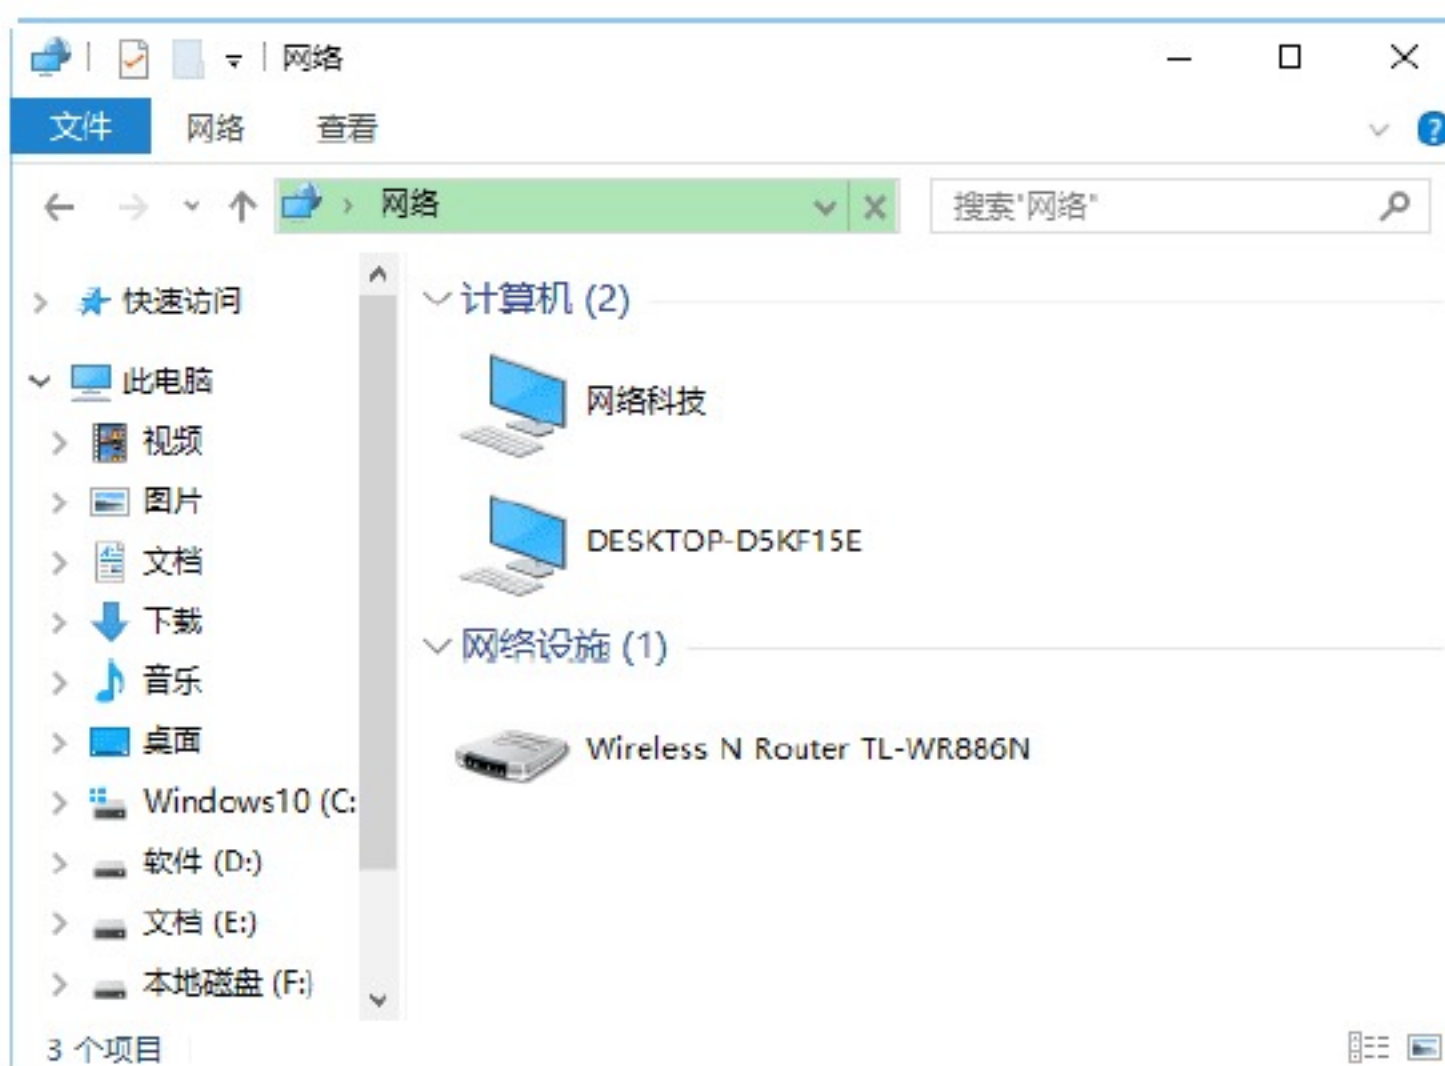 网络
文件 网络 查看
网络
搜索"网络"
快速访问
此电脑
视频
图片
文档
下载
音乐
桌面
Windows10 (C:
软件 (D:)
文档 (E:)
本地磁盘 (F:)
计算机 (2)
网络科技
DESKTOP-D5KF15E
网络设施 (1)
Wireless N Router TL-WR886N
3 个项目